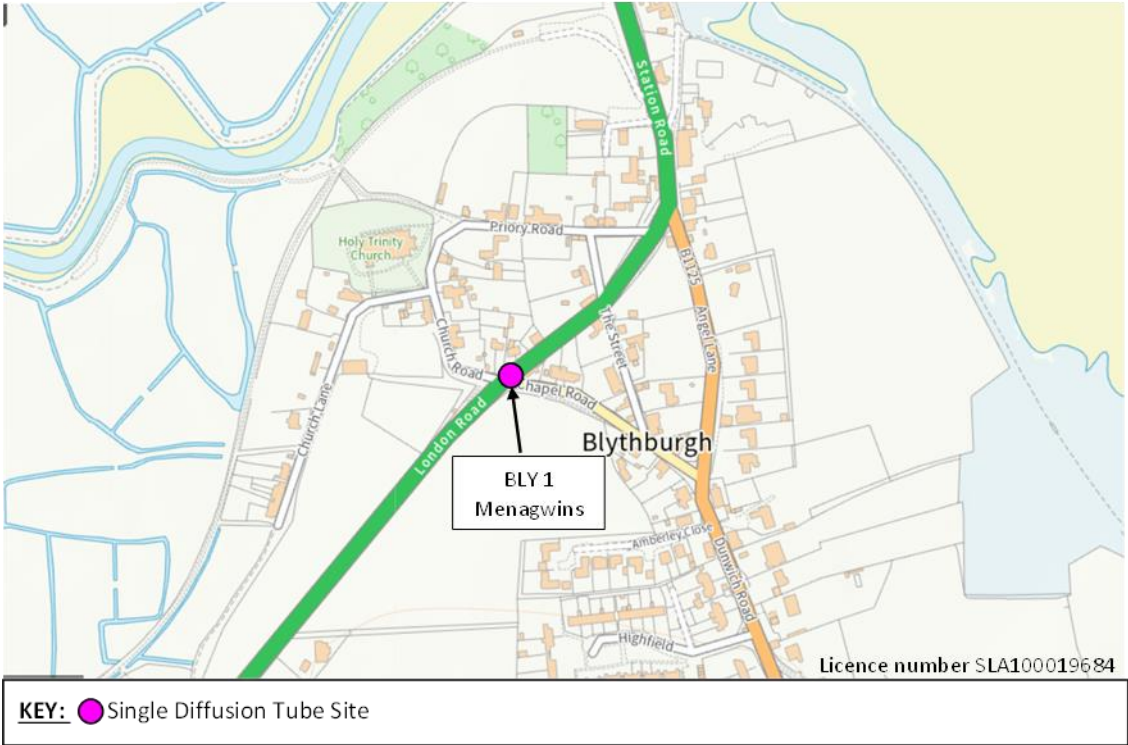 Station Road
Priory Road
Holy Trinity
Church
B1125
Angel Lane
The Street
Church Road
Chapel Road
London Road
Church Lane
Blythburgh
BLY 1
Menagwins
Amberley Close
Dunwich Road
Highfield
Licence number SLA100019684
KEY: Single Diffusion Tube Site